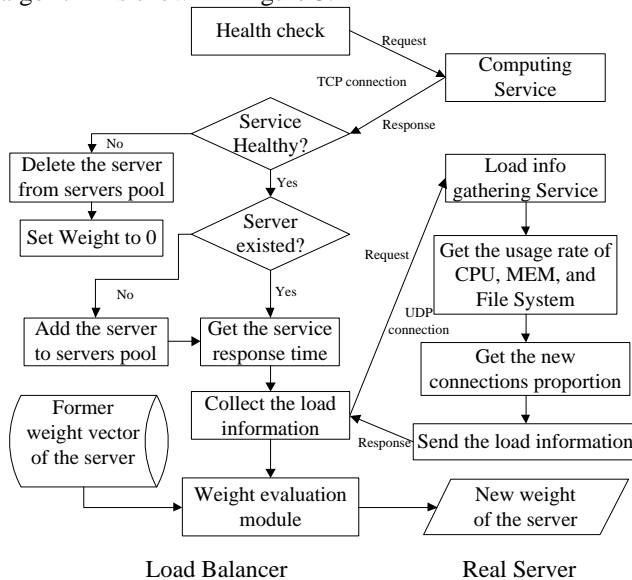 Health check
Request
Computing
Service
TCP connection
Response
Service
Healthy?
No
Delete the server
from servers pool
Set Weight to 0
Yes
Server
existed?
No
Yes
Add the server
to servers pool
Get the service
response time
Collect the load
information
Former
weight vector
of the server
Weight evaluation
module
New weight
of the server
Request
UDP
connection
Response
Load info
gathering Service
Get the usage rate of
CPU, MEM, and
File System
Get the new
connections proportion
Send the load information
Load Balancer
Real Server